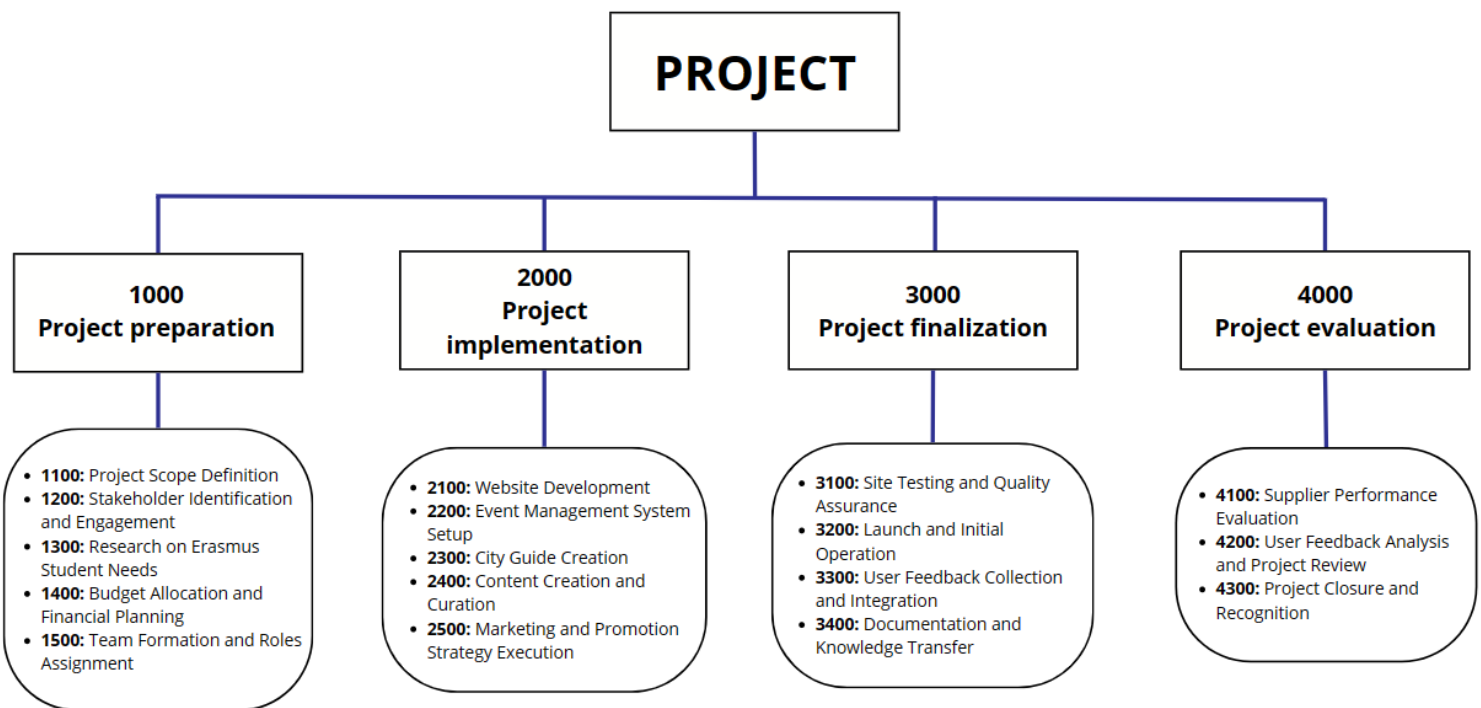 PROJECT
1000
Project preparation
2000
Project
implementation
3000
Project finalization
4000
Project evaluation
• 1100: Project Scope Definition
• 1200: Stakeholder Identification
and Engagement
• 1300: Research on Erasmus
Student Needs
• 1400: Budget Allocation and
Financial Planning
• 1500: Team Formation and Roles
Assignment
• 2100: Website Development
• 2200: Event Management System
Setup
• 2300: City Guide Creation
• 2400: Content Creation and
Curation
• 2500: Marketing and Promotion
Strategy Execution
• 3100: Site Testing and Quality
Assurance
• 3200: Launch and Initial
Operation
• 3300: User Feedback Collection
and Integration
• 3400: Documentation and
Knowledge Transfer
• 4100: Supplier Performance
Evaluation
• 4200: User Feedback Analysis
and Project Review
• 4300: Project Closure and
Recognition